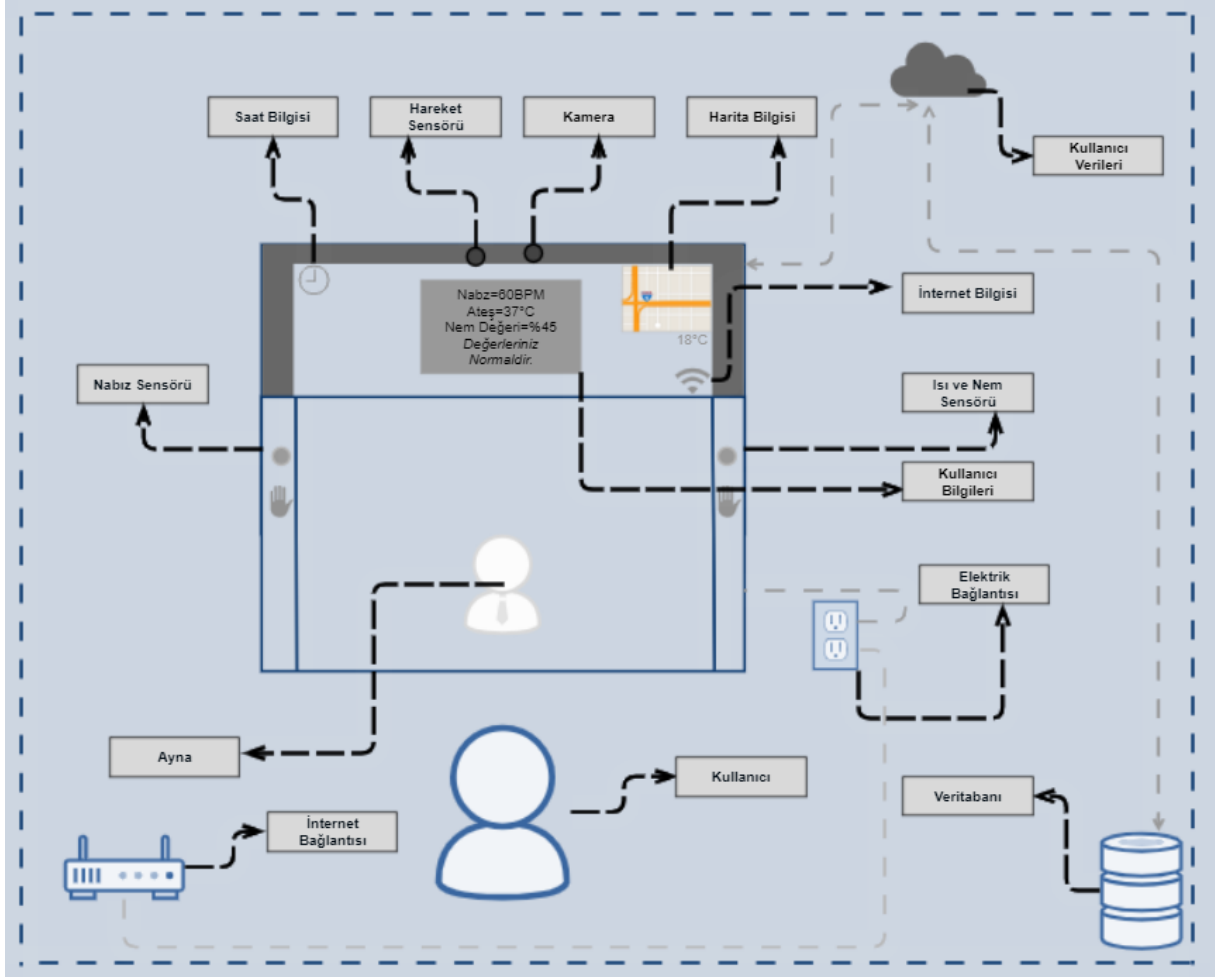 Saat Bilgisi
Hareket
Sensörü
Kamera
Harita Bilgisi
Kullanıcı
Verileri
İnternet Bilgisi
Nabz=60BPM
Ateş=37°C
Nem Değeri=%45
Değerleriniz
Normaldir.
18°C
Nabız Sensörü
Isı ve Nem
Sensörü
Kullanıcı
Bilgileri
Elektrik
Bağlantısı
Ayna
Kullanıcı
Veritabanı
İnternet
Bağlantısı